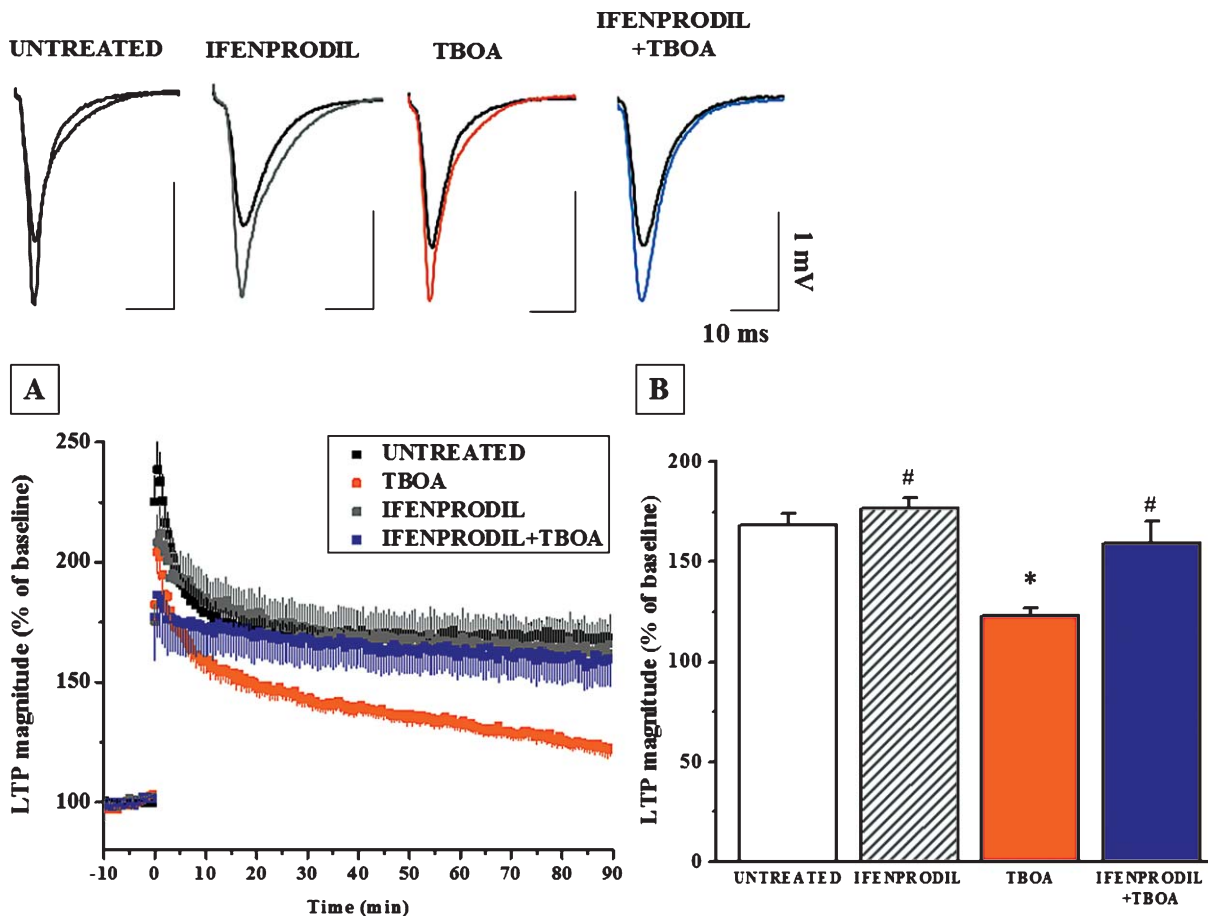 UNTREATED
IFENPRODIL
TBOA
IFENPRODIL
+TBOA
1 mV
10 ms
A
B
LTP magnitude (% of baseline)
250
200
150
100
-10 0 10 20 30 40 50 60 70 80 90
Time (min)
UNTREATED
TBOA
IFENPRODIL
IFENPRODIL+TBOA
LTP magnitude (% of baseline)
200
150
100
50
0
#
*
#
UNTREATED
IFENPRODIL
TBOA
IFENPRODIL
+TBOA